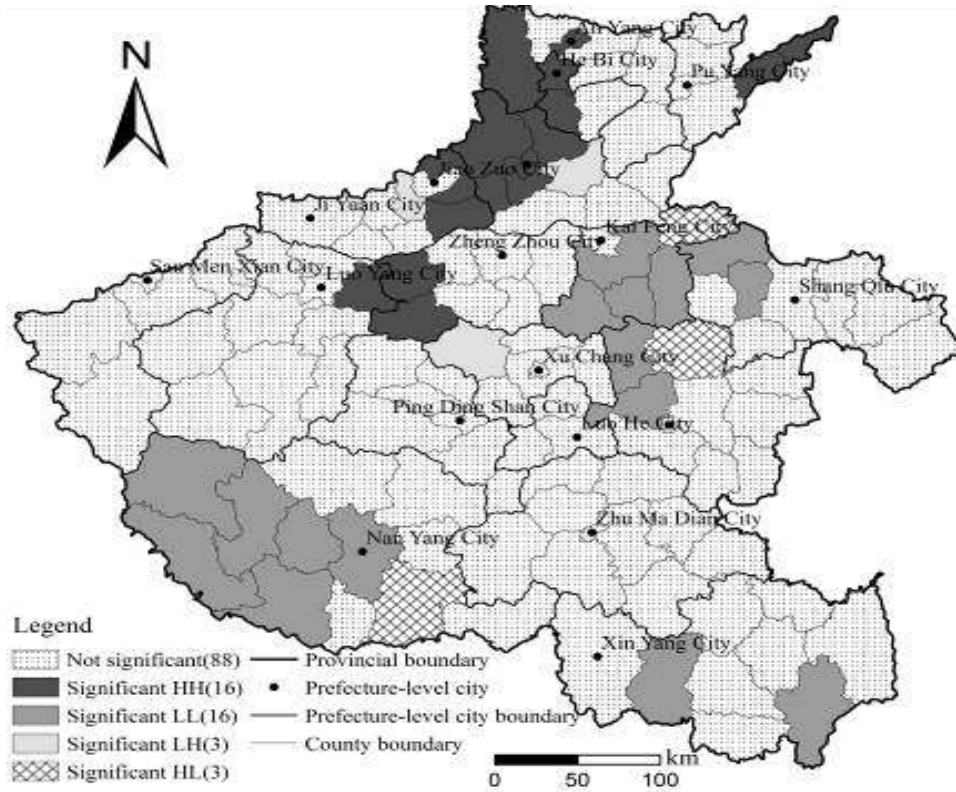 N
An Yang City
He Bi City
Pu Yang City
Jiao Zuo City
Ji Yuan City
Kai Feng City
Zheng Zhou City
San Men Xian City
Luo Yang City
Shang Qiu City
Xu Chang City
Ping Ding Shan City
Luo He City
Zhu Ma Dian City
Nan Yang City
Xin Yang City
Legend
Not significant(88)
Provincial boundary
Significant HH(16)
Prefecture-level city
Significant LL(16)
Prefecture-level city boundary
Significant LH(3)
County boundary
Significant HL(3)
km
0 50 100